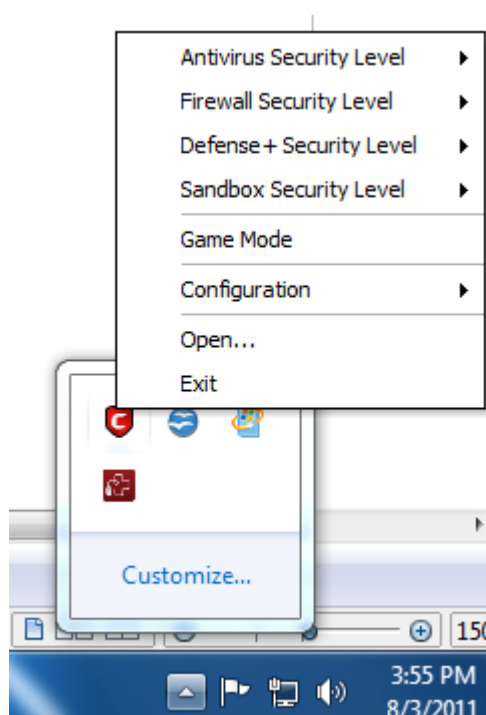 Antivirus Security Level
Firewall Security Level
Defense+ Security Level
Sandbox Security Level
Game Mode
Configuration
Open...
Exit
C
Customize...
150
3:55 PM
8/3/2011